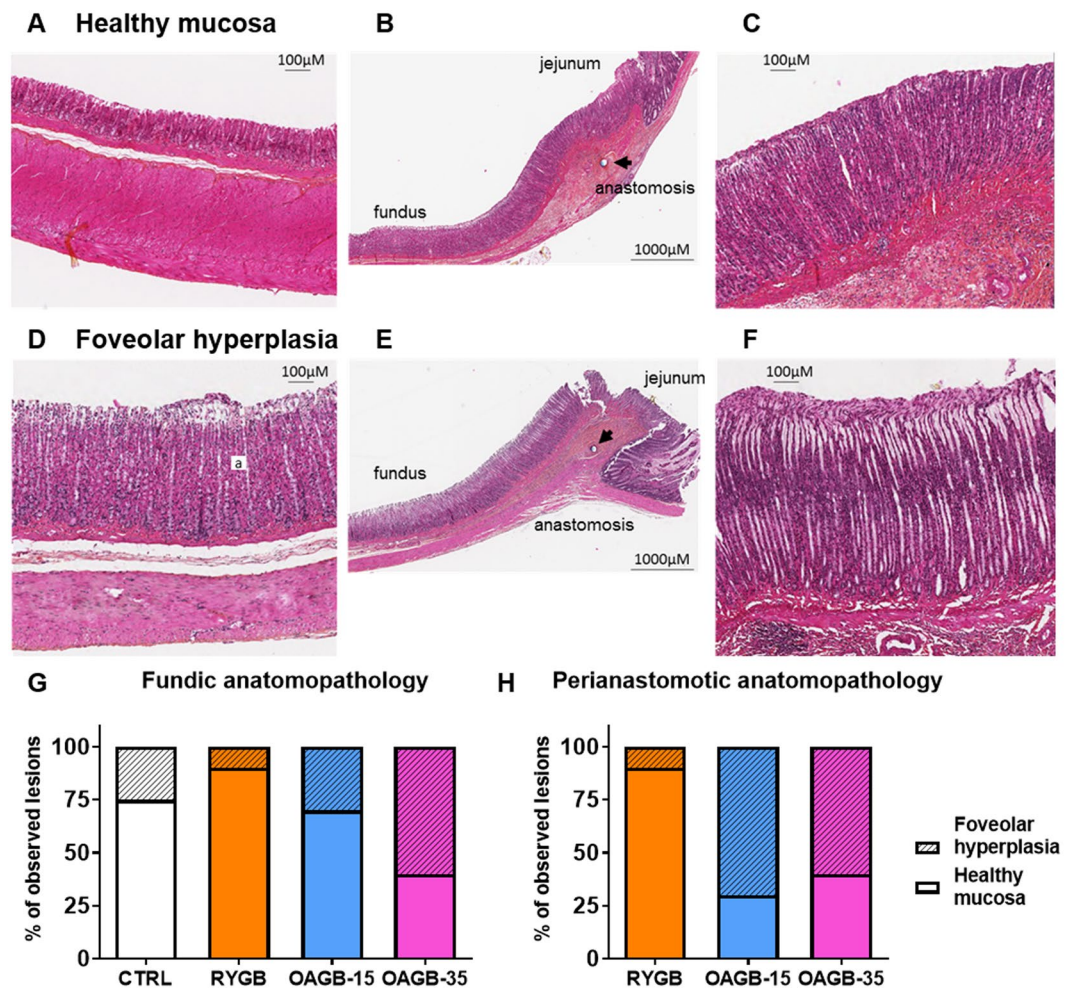 A Healthy mucosa
B
C
100µM
jejunum
100µM
anastomosis
fundus
1000µM
D Foveolar hyperplasia
E
F
100µM
jejunum
100µM
a
fundus
anastomosis
1000µM
G Fundic anatomopathology
% of observed lesions
100
75
50
25
0
CTRL RYGB OAGB-15 OAGB-35
H Perianastomotic anatomopathology
% of observed lesions
100
75
50
25
0
RYGB OAGB-15 OAGB-35
Foveolar
hyperplasia
Healthy
mucosa